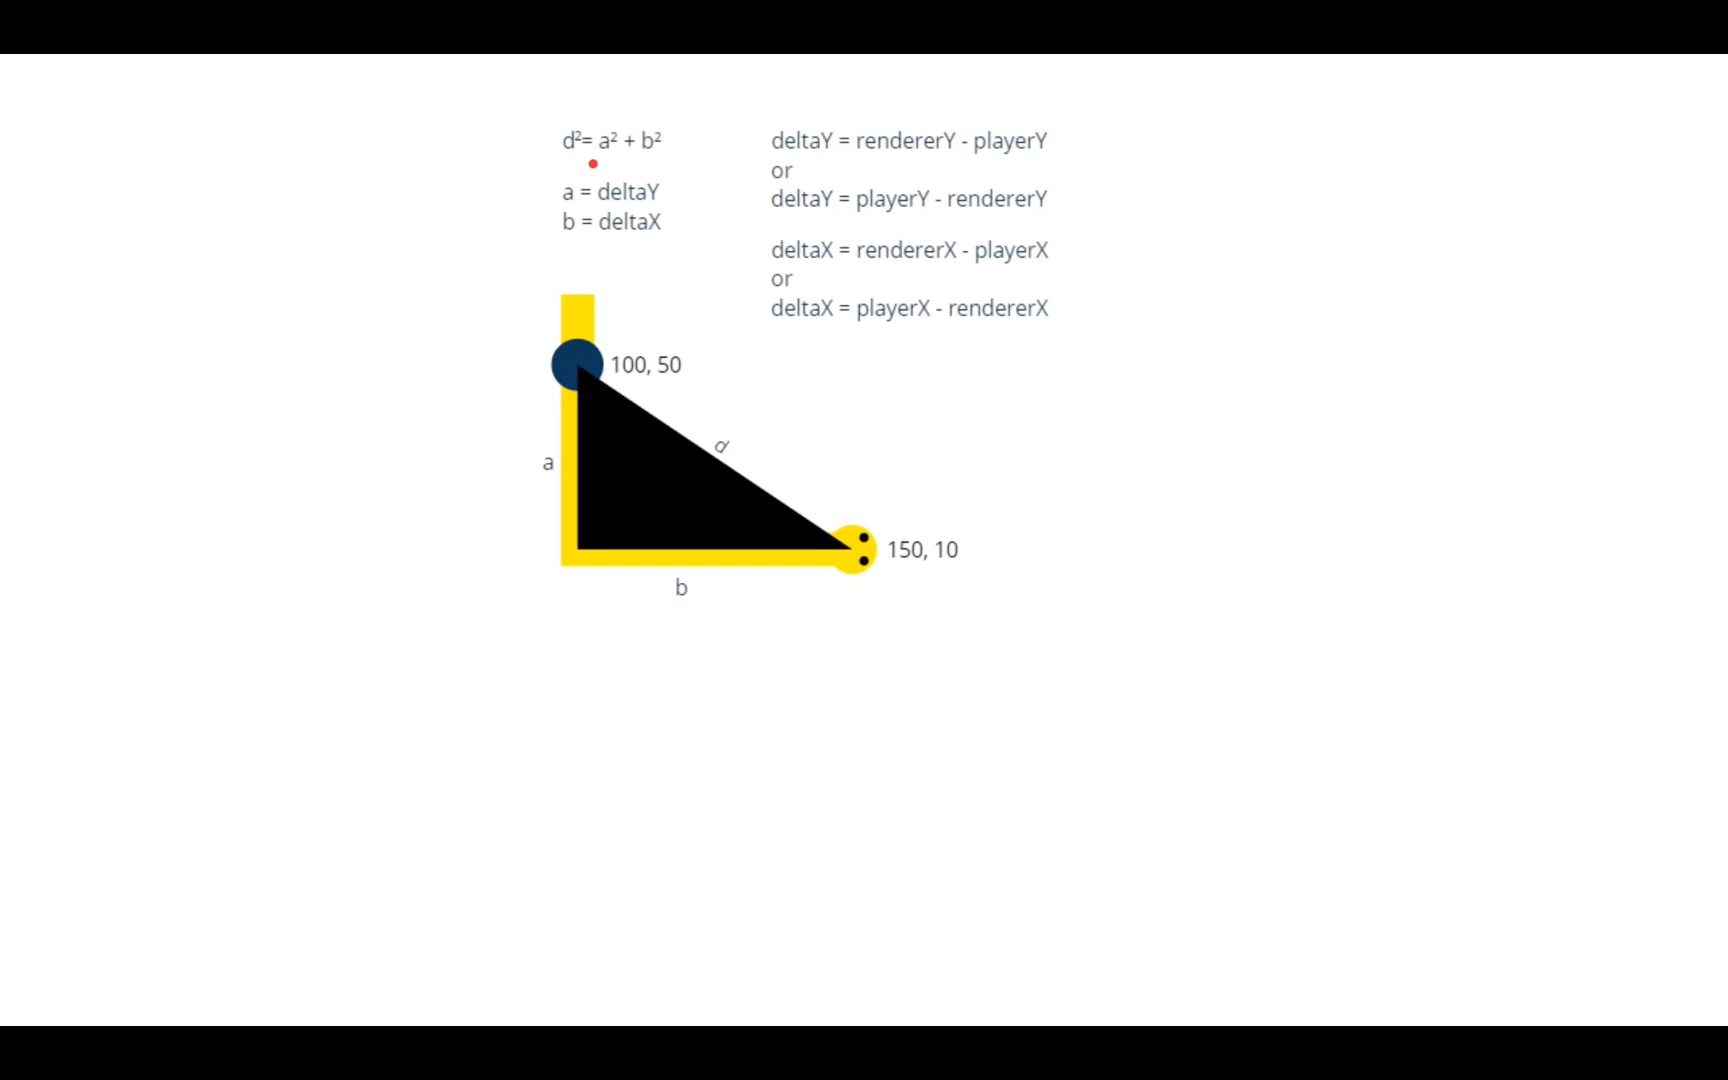 d²= a² + b²
a = deltaY
b = deltaX
deltaY = rendererY - playerY
or
deltaY = playerY - rendererY
deltaX = rendererX - playerX
or
deltaX = playerX - rendererX
100, 50
d
a
150, 10
b